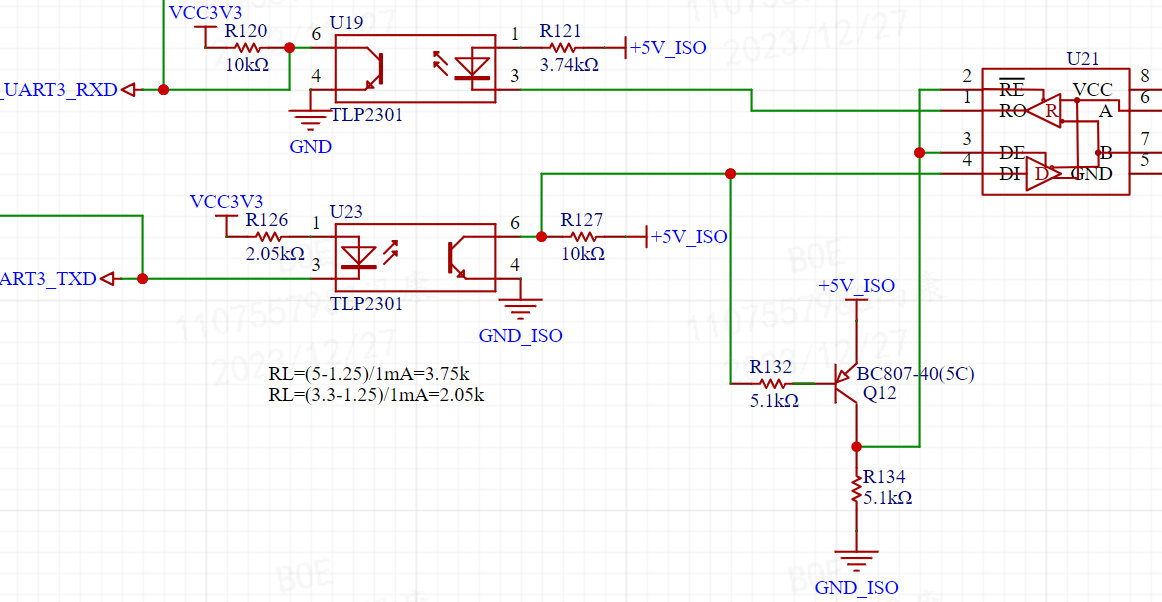 VCC3V3
R120
U19
6
1
R121
+5V_ISO
10kΩ
4
3
3.74kΩ
_UART3_RXD
TLP2301
GND
U21
2
RE
VCC
8
1
RO
R
A
6
3
DE
B
7
4
DI
D
GND
5
VCC3V3
R126
1
U23
6
R127
+5V_ISO
2.05kΩ
3
4
10kΩ
ART3_TXD
TLP2301
GND_ISO
RL=(5-1.25)/1mA=3.75k
RL=(3.3-1.25)/1mA=2.05k
+5V_ISO
R132
BC807-40(5C)
5.1kΩ
Q12
R134
5.1kΩ
GND_ISO
2023/12/27
BOE